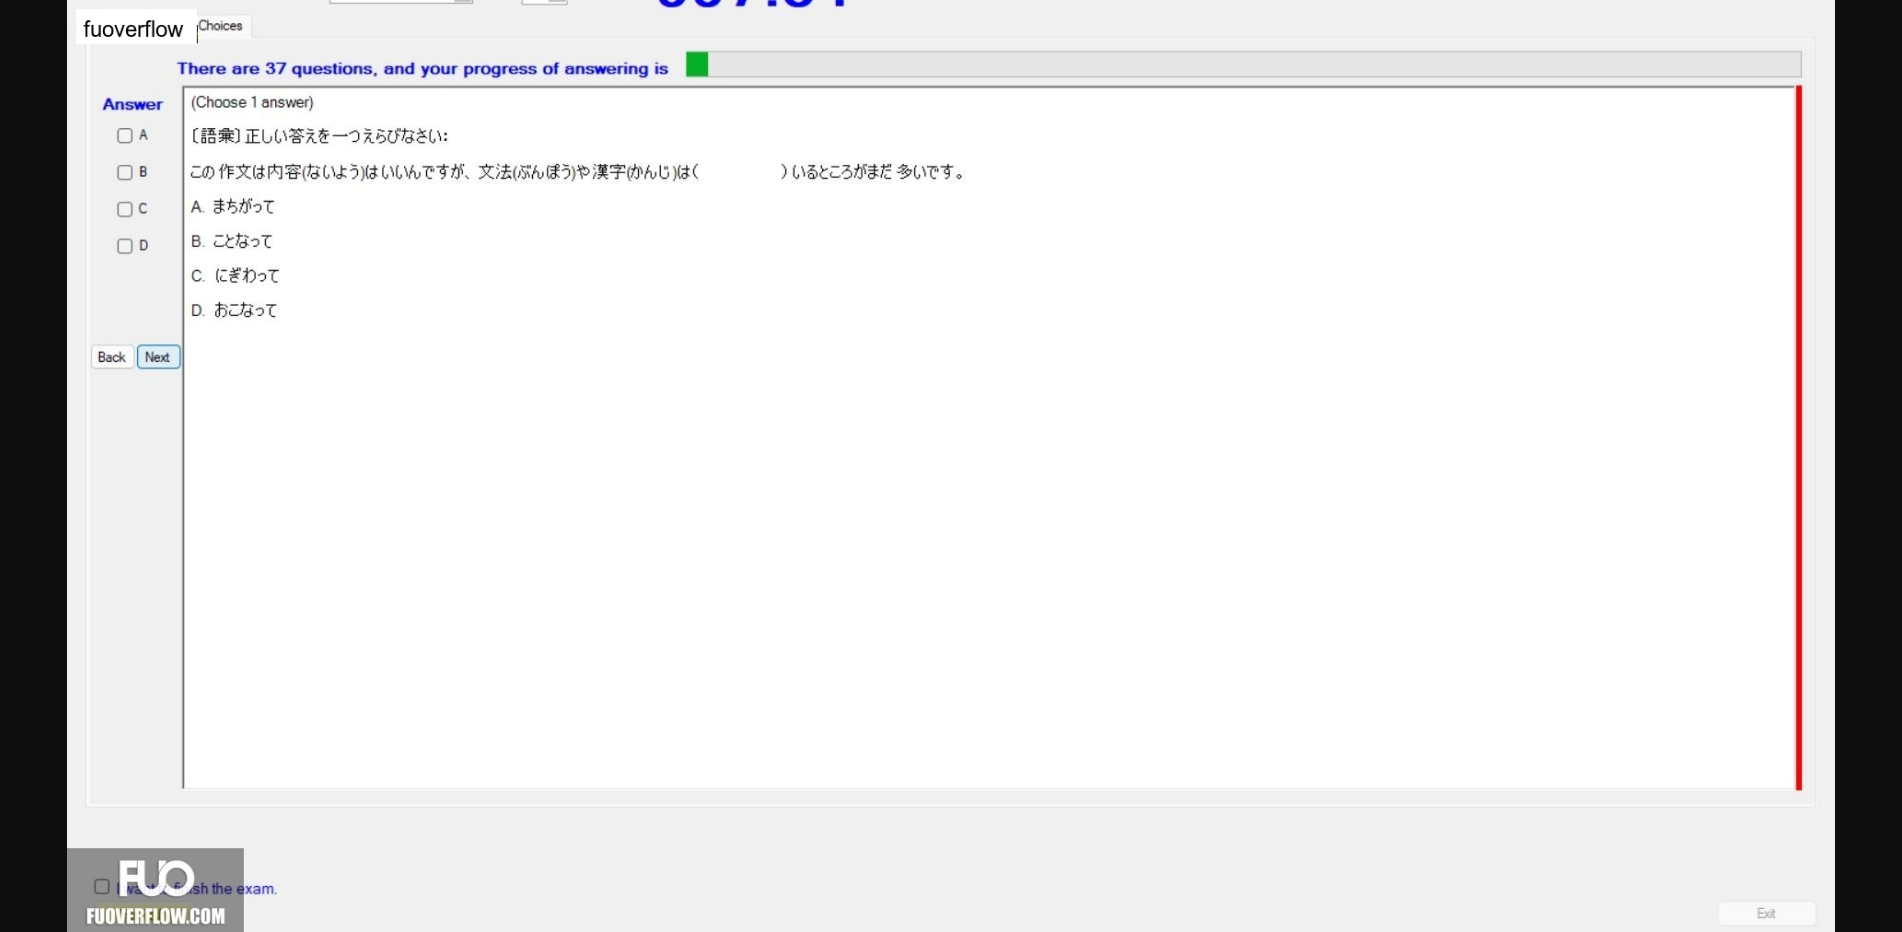 fuoverflow
Choices
There are 37 questions, and your progress of answering is
Answer
(Choose 1 answer)
A
〔語彙〕正しい答えを一つえらびなさい:
B
この作文は内容(ないよう)はいいんですが、文法(ぶんぽう)や漢字(かんじ)は( )いるところがまだ多いです。
C
A. まちがって
D
B. ことなって
C. にぎわって
D. おこなって
Back Next
FUO
finish the exam.
FUOVERFLOW.COM
Exit